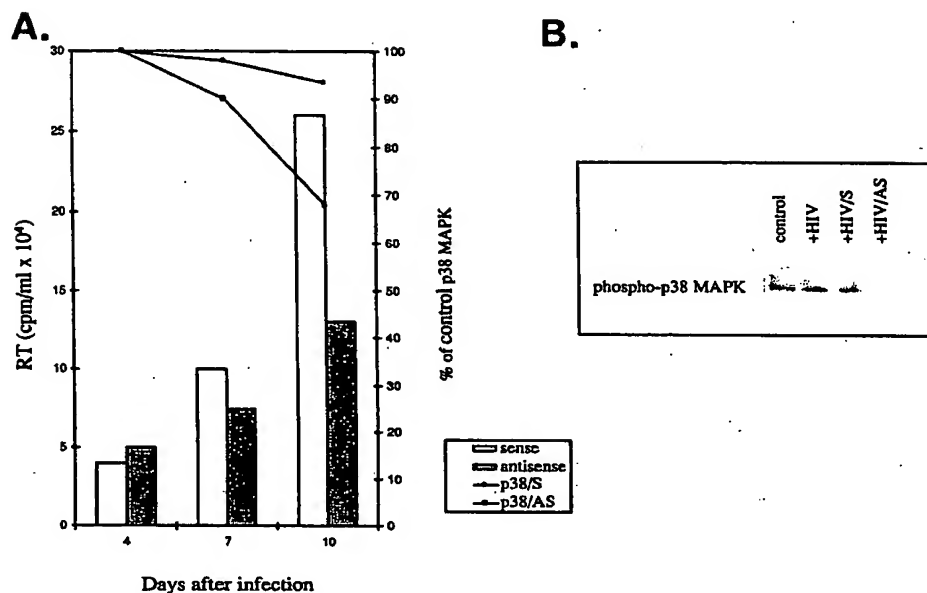 A.
30
25
20
15
10
5
0
RT (cpm/ml x 10⁴)
100
90
80
70
60
50
40
30
20
10
0
% of control p38 MAPK
4 7 10
Days after infection
sense
antisense
p38/S
p38/AS
B.
control
+HIV
+HIV/S
+HIV/AS
phospho-p38 MAPK